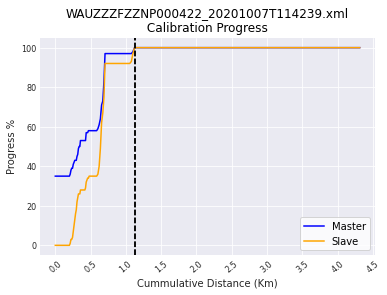 WAUZZZFZZNP000422_20201007T114239.xml
Calibration Progress
Progress %
100
80
60
40
20
0
0.0
0.5
1.0
1.5
2.0
2.5
3.0
3.5
4.0
4.5
Cummulative Distance (Km)
Master
Slave